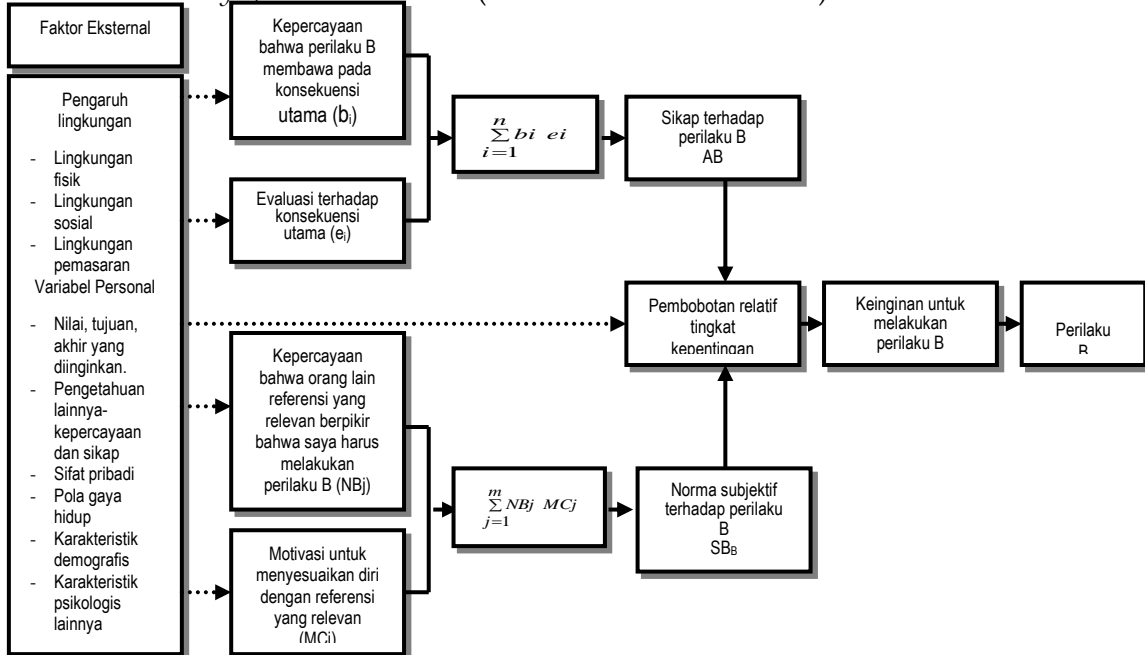 Faktor Eksternal
Pengaruh
lingkungan
- Lingkungan
fisik
- Lingkungan
sosial
- Lingkungan
pemasaran
Variabel Personal
- Nilai, tujuan,
akhir yang
diinginkan.
- Pengetahuan
lainnya-
kepercayaan
dan sikap
- Sifat pribadi
- Pola gaya
hidup
- Karakteristik
demografis
- Karakteristik
psikologis
lainnya
Kepercayaan
bahwa perilaku B
membawa pada
konsekuensi
utama (bi)
Evaluasi terhadap
konsekuensi
utama (ei)
Kepercayaan
bahwa orang lain
referensi yang
relevan berpikir
bahwa saya harus
melakukan
perilaku B (NBj)
Motivasi untuk
menyesuaikan diri
dengan referensi
yang relevan
(MCj)
n
∑ bi ei
i=1
m
∑ NBj MCj
j=1
Sikap terhadap
perilaku B
AB
Pembobotan relatif
tingkat
kepentingan
Norma subjektif
terhadap perilaku
B
SBB
Keinginan untuk
melakukan
perilaku B
Perilaku
B